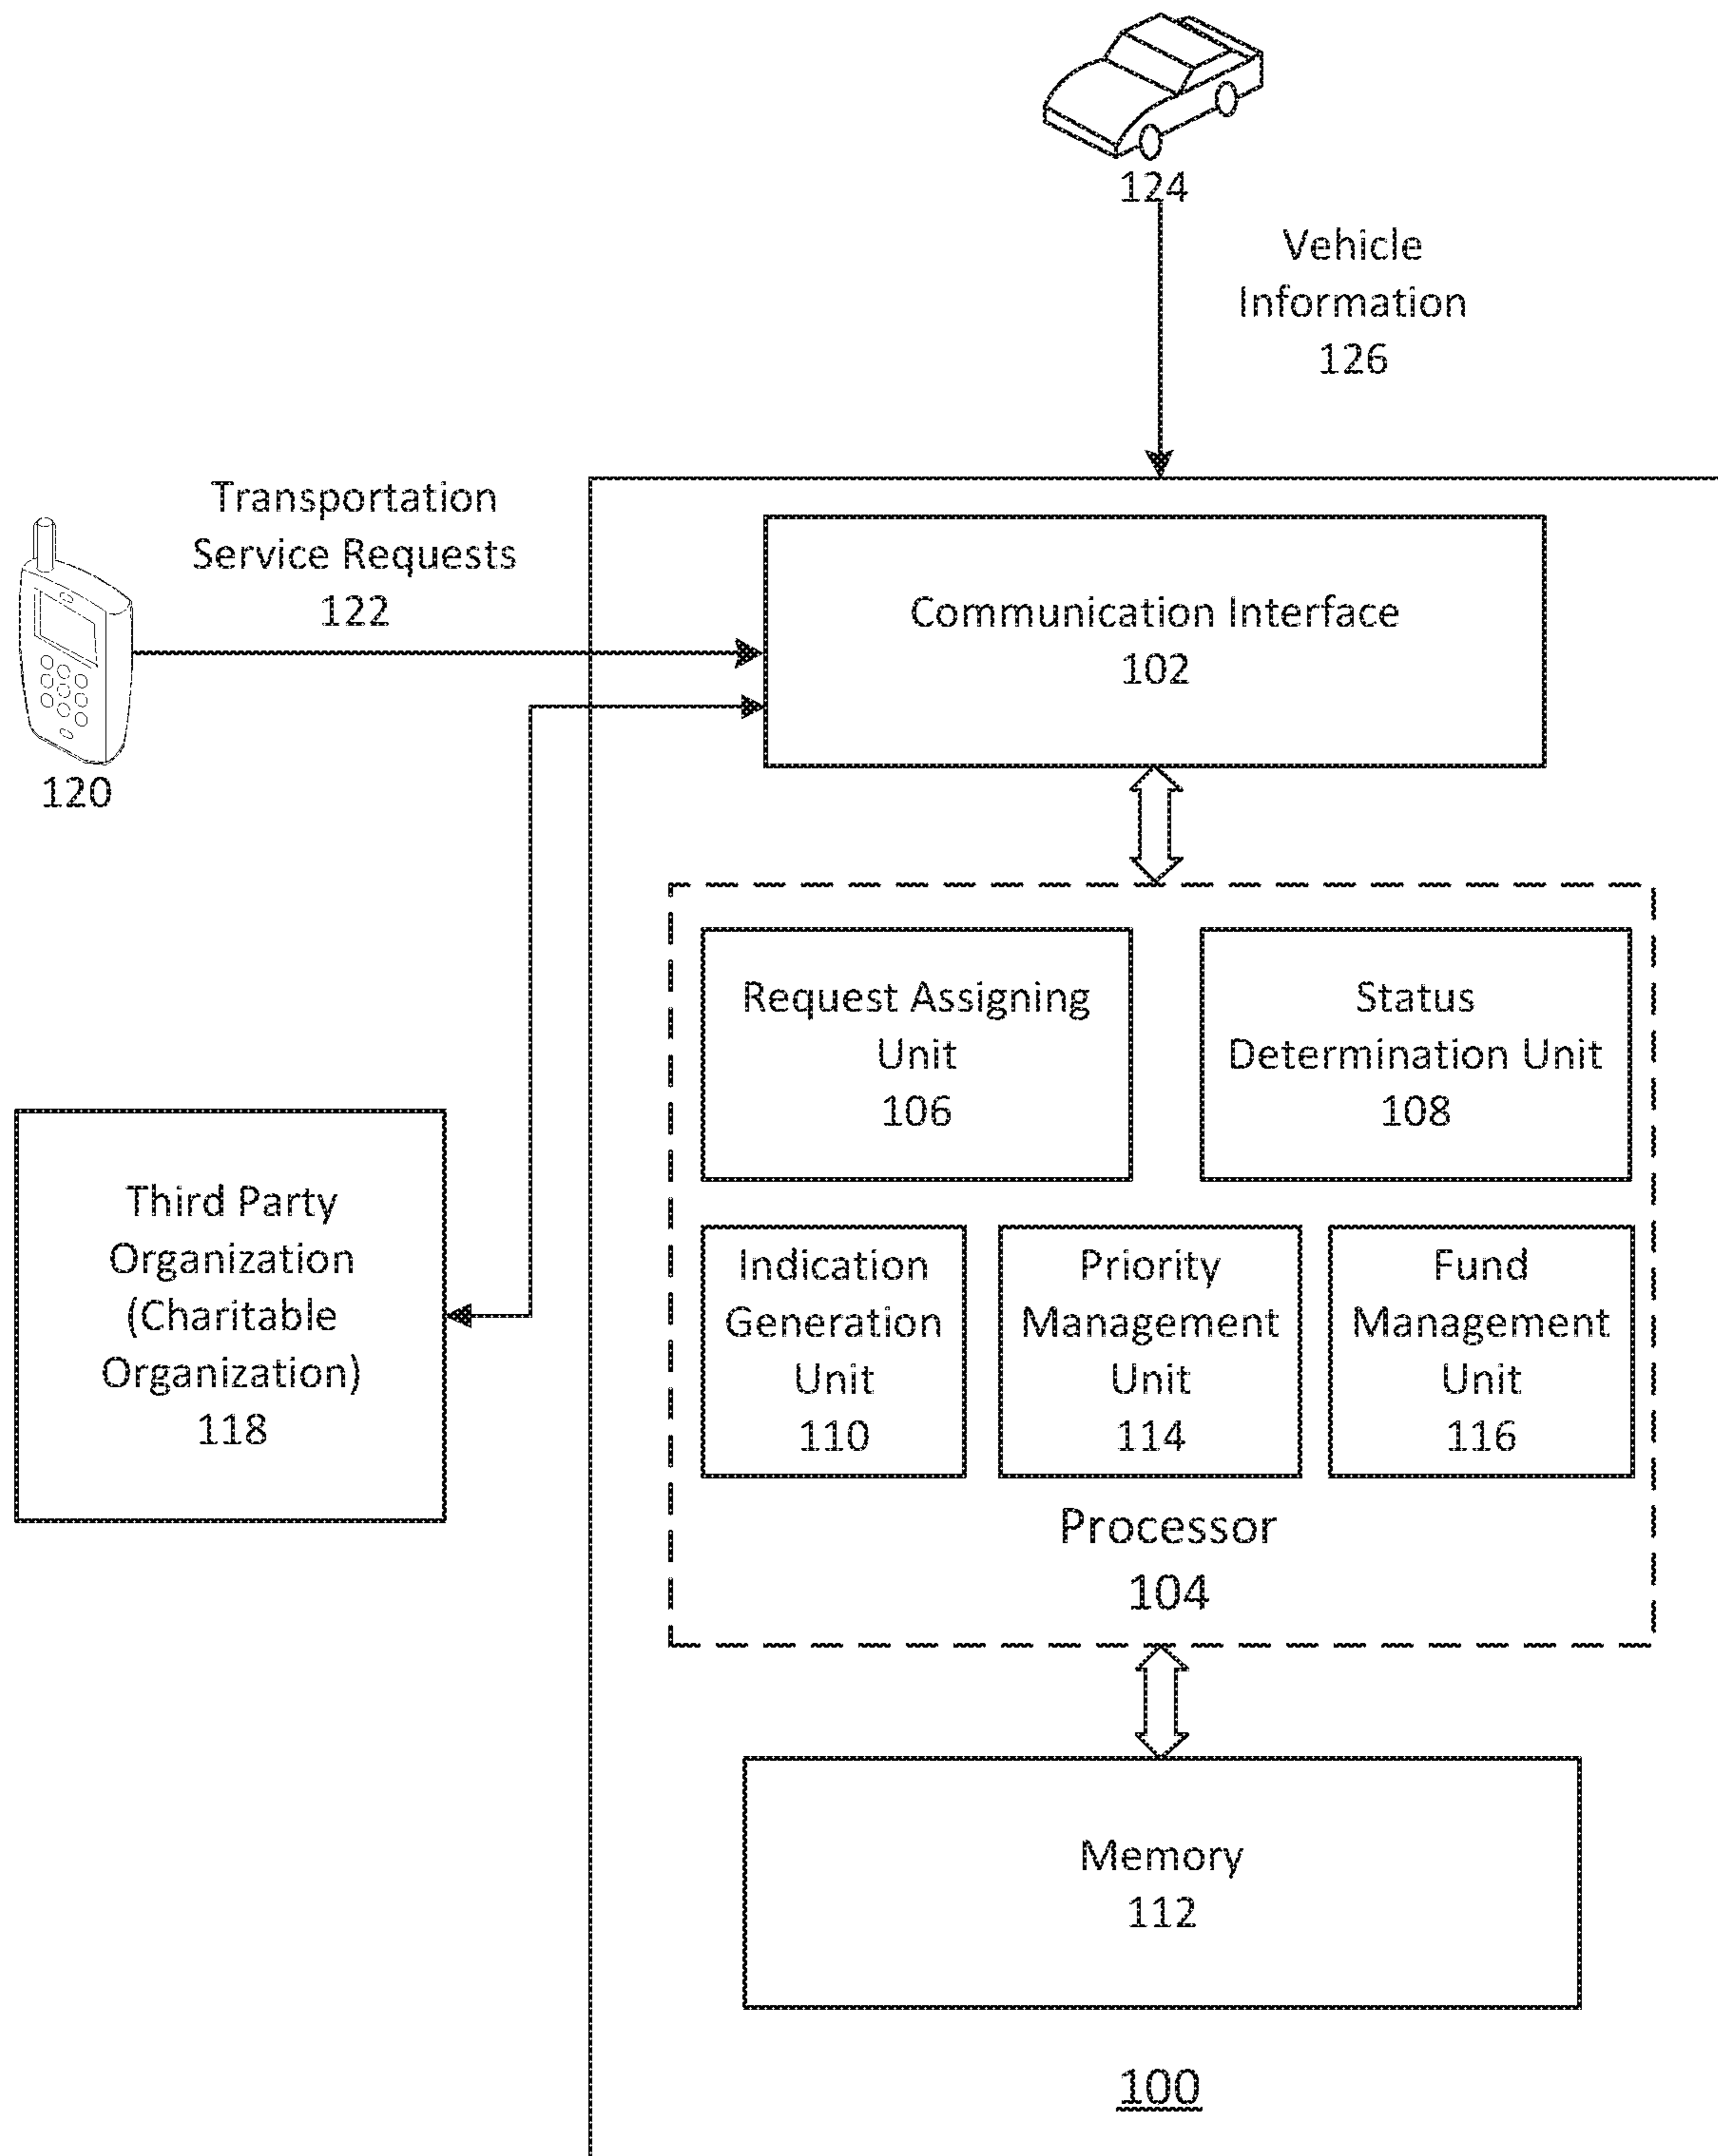 124
Vehicle
Information
126
Transportation
Service Requests
122
120
Communication Interface
102
Request Assigning
Unit
106
Status
Determination Unit
108
Third Party
Organization
(Charitable
Organization)
118
Indication
Generation
Unit
110
Priority
Management
Unit
114
Fund
Management
Unit
116
Processor
104
Memory
112
100